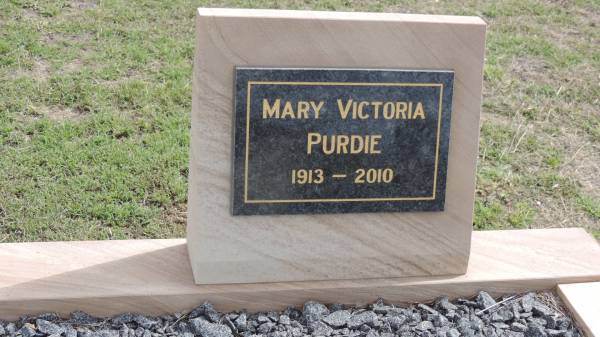 Mary Victoria
Purdie
1913 – 2010